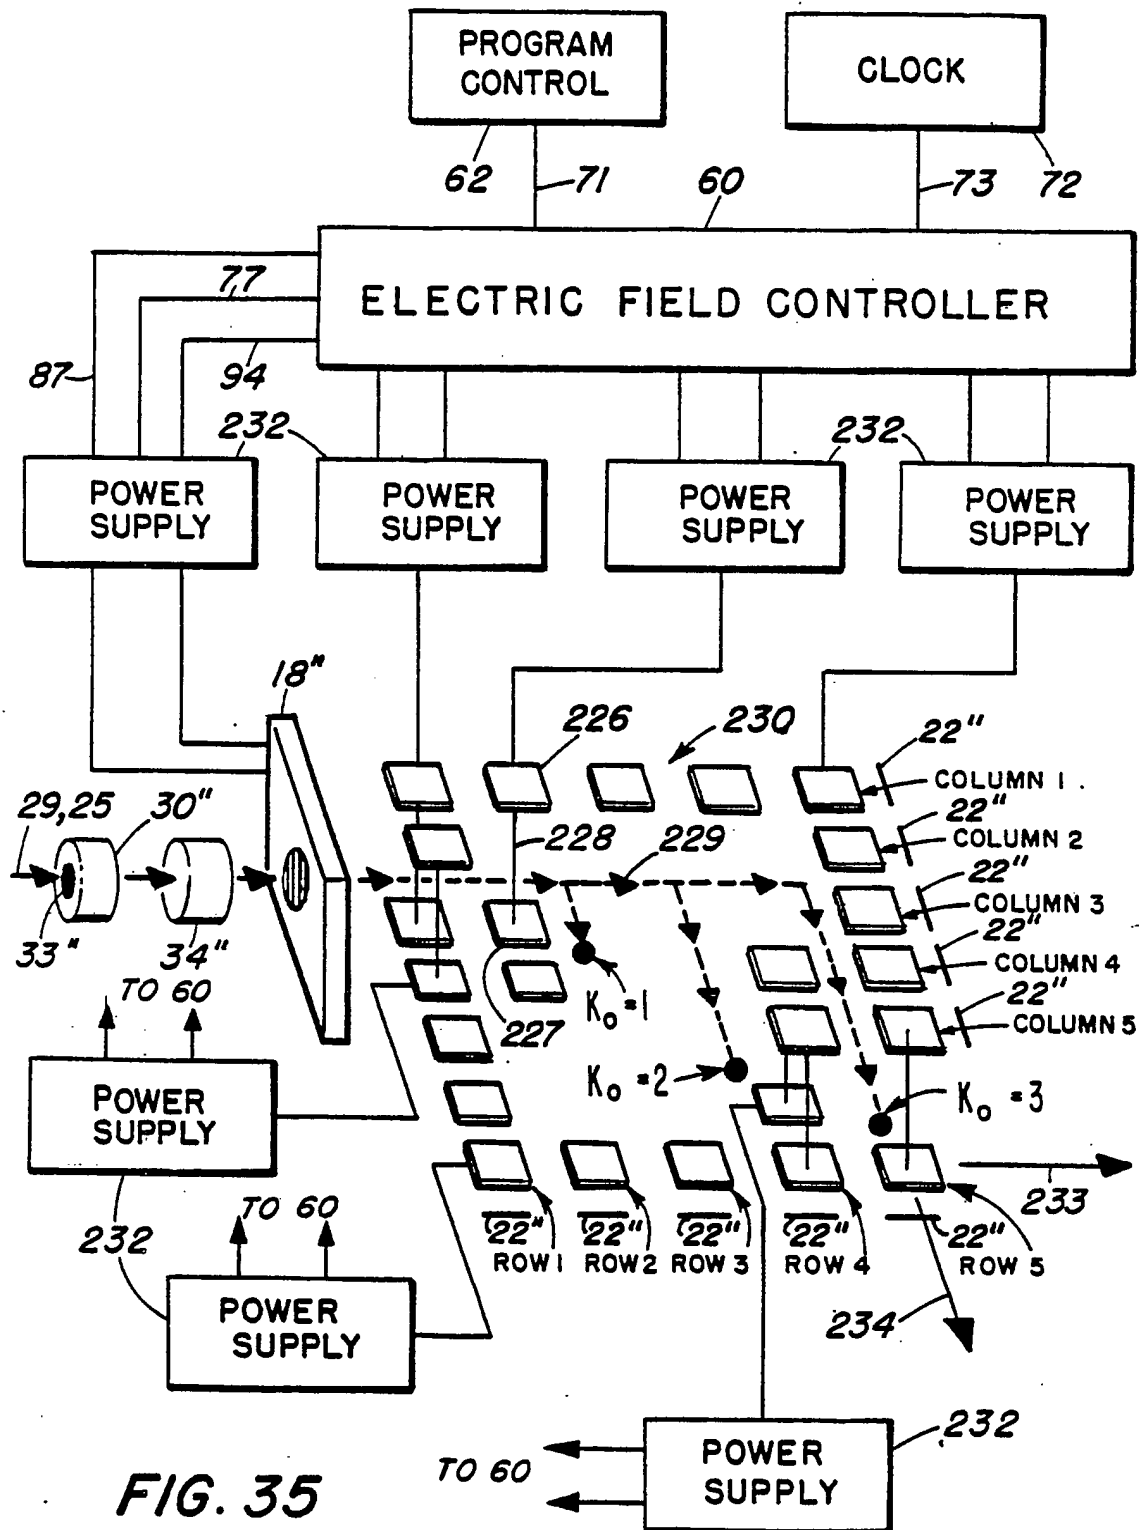 PROGRAM
CONTROL
CLOCK
62
71
60
73
72
ELECTRIC FIELD CONTROLLER
77
87
94
232
232
POWER
SUPPLY
POWER
SUPPLY
POWER
SUPPLY
POWER
SUPPLY
18"
226
230
22"
COLUMN 1
29,25
30"
22"
COLUMN 2
228
229
22"
COLUMN 3
33"
34"
22"
COLUMN 4
TO 60
227
K₀ = 1
22"
COLUMN 5
K₀ = 2
K₀ = 3
POWER
SUPPLY
233
TO 60
232
22"
22"
22"
22"
22"
ROW 1
ROW 2
ROW 3
ROW 4
ROW 5
POWER
SUPPLY
234
232
TO 60
POWER
SUPPLY
FIG. 35